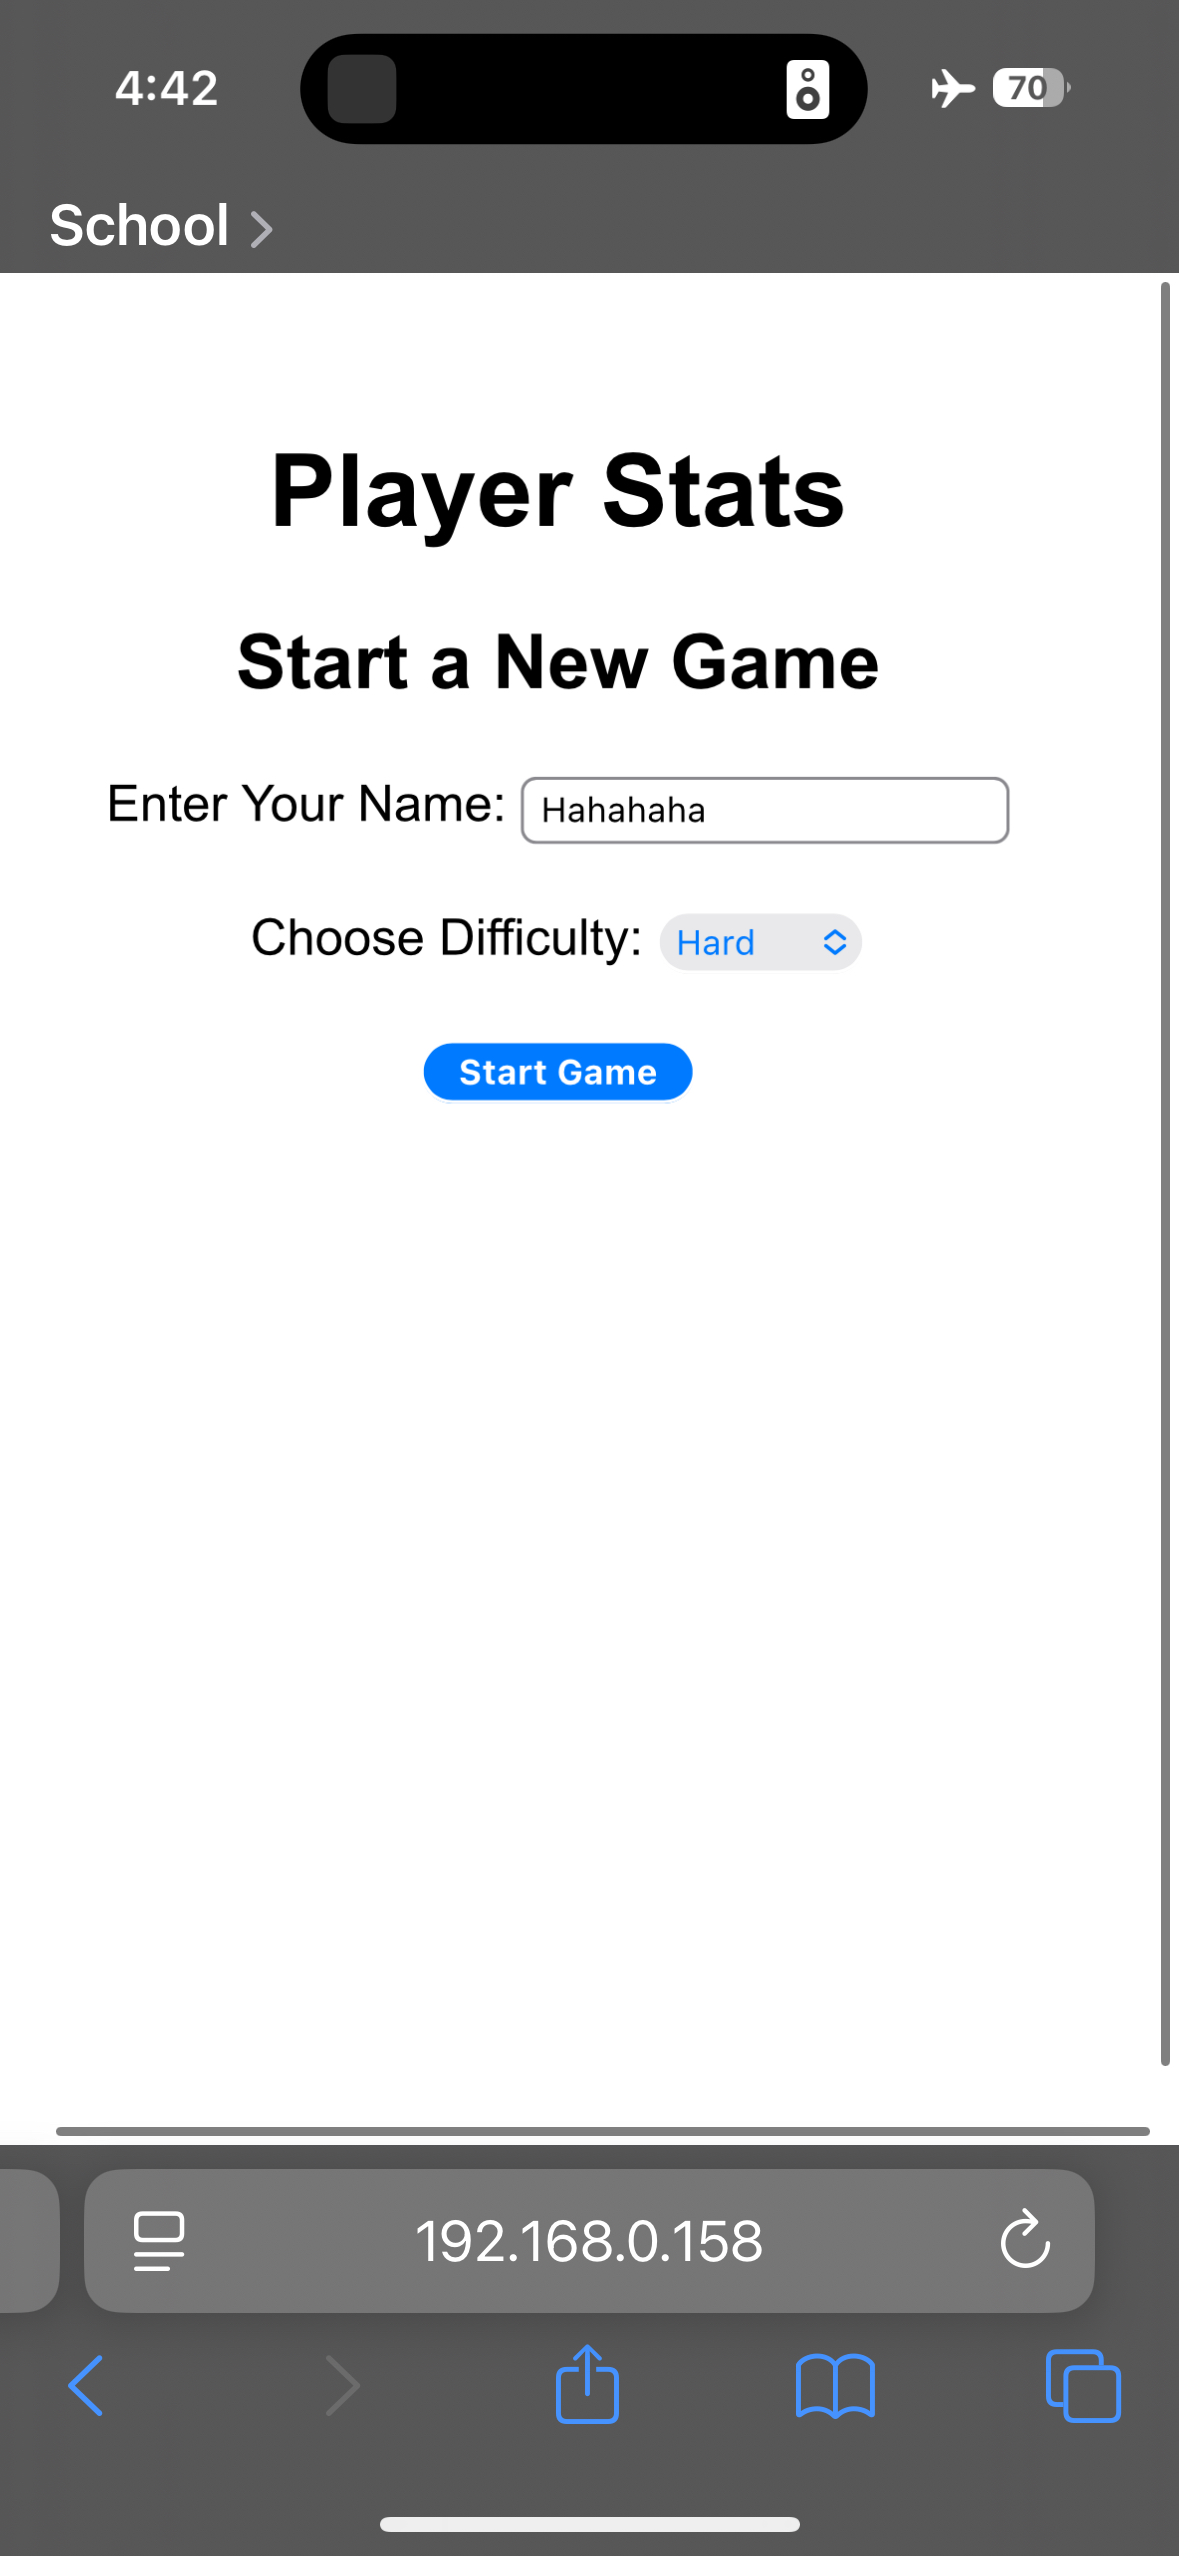 4:42
70
School
Player Stats
Start a New Game
Enter Your Name: Hahahaha
Choose Difficulty: Hard
Start Game
192.168.0.158